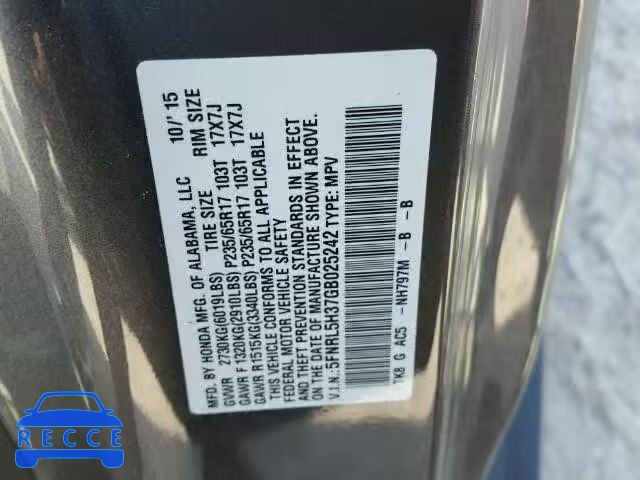 MFD. BY HONDA MFG. OF ALABAMA, LLC 10/'15
TIRE SIZE RIM SIZE
GVWR 2730KG(6019LBS)
GAWR F 1320KG(2910LBS) P235/65R17 103T 17X7J
GAWR R 1515KG(3340LBS) P235/65R17 103T 17X7J
THIS VEHICLE CONFORMS TO ALL APPLICABLE
FEDERAL MOTOR VEHICLE SAFETY
AND THEFT PREVENTION STANDARDS IN EFFECT
ON THE DATE OF MANUFACTURE SHOWN ABOVE.
V.I.N.: 5FNRL5H37GB025242 TYPE: MPV
TK8 G AC5 -NH797M -B -B
RECCE